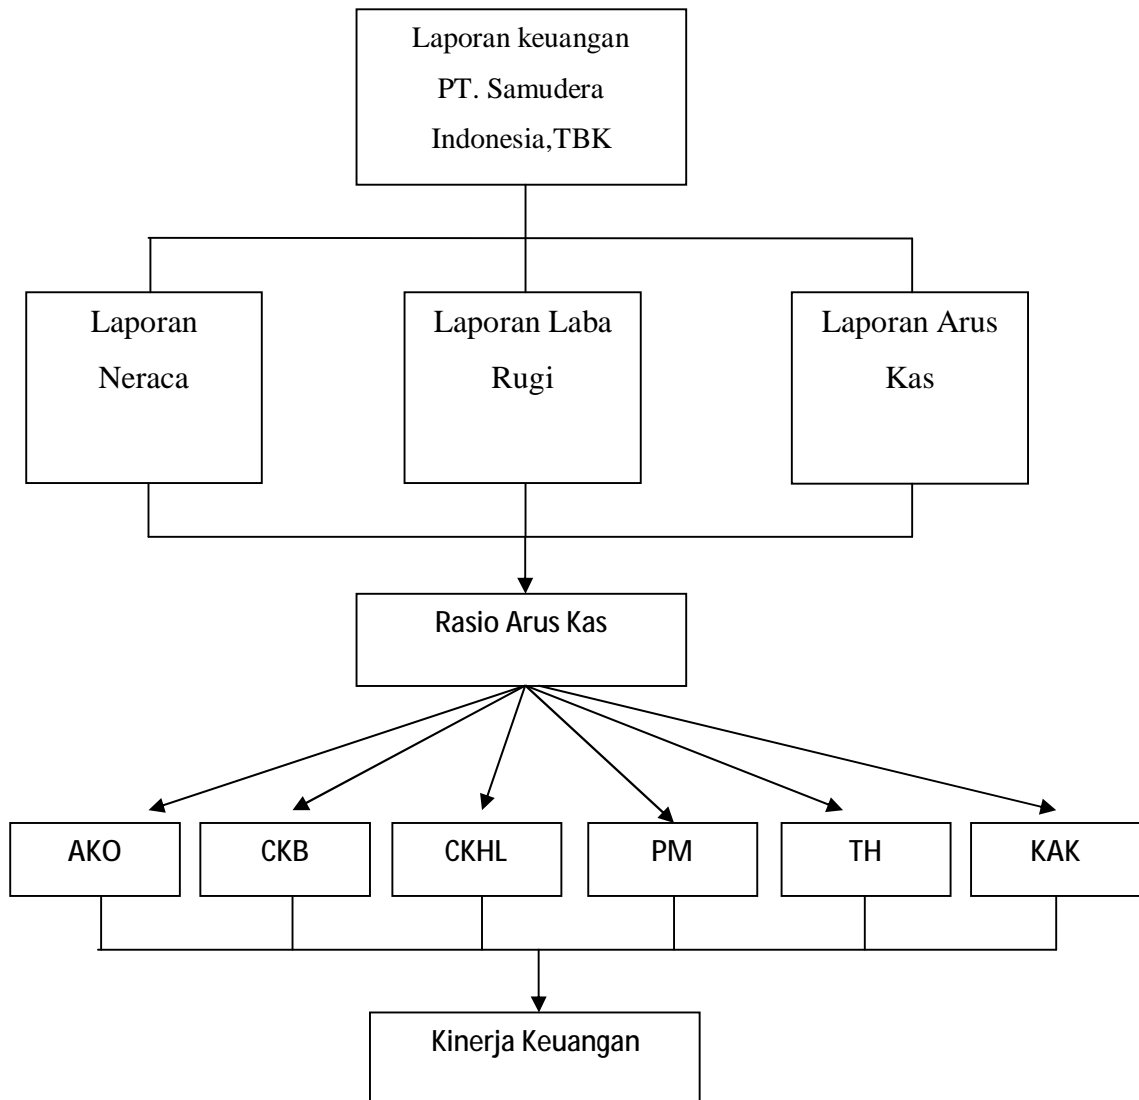 Laporan keuangan
PT. Samudera
Indonesia,TBK
Laporan
Neraca
Laporan Laba
Rugi
Laporan Arus
Kas
Rasio Arus Kas
AKO
CKB
CKHL
PM
TH
KAK
Kinerja Keuangan